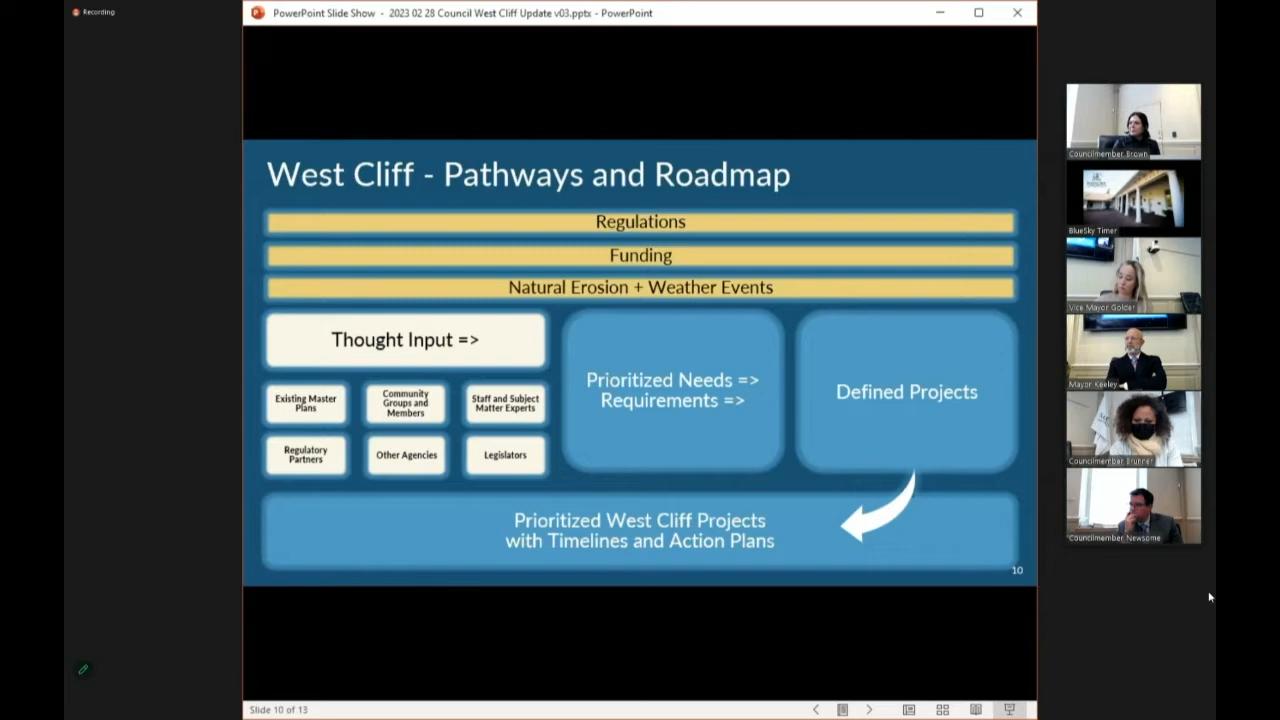 Recording
PowerPoint Slide Show - 2023 02 28 Council West Cliff Update v03.pptx - PowerPoint
West Cliff - Pathways and Roadmap
Regulations
Funding
Natural Erosion + Weather Events
Thought Input =>
Existing Master
Plans
Community
Groups and
Members
Staff and Subject
Matter Experts
Regulatory
Partners
Other Agencies
Legislators
Prioritized Needs =>
Requirements =>
Defined Projects
Prioritized West Cliff Projects
with Timelines and Action Plans
10
Councilmember Brown
BlueSky Timer
Vice Mayor Golder
Mayor Keeley
Councilmember Brunner
Councilmember Newsome
Slide 10 of 13